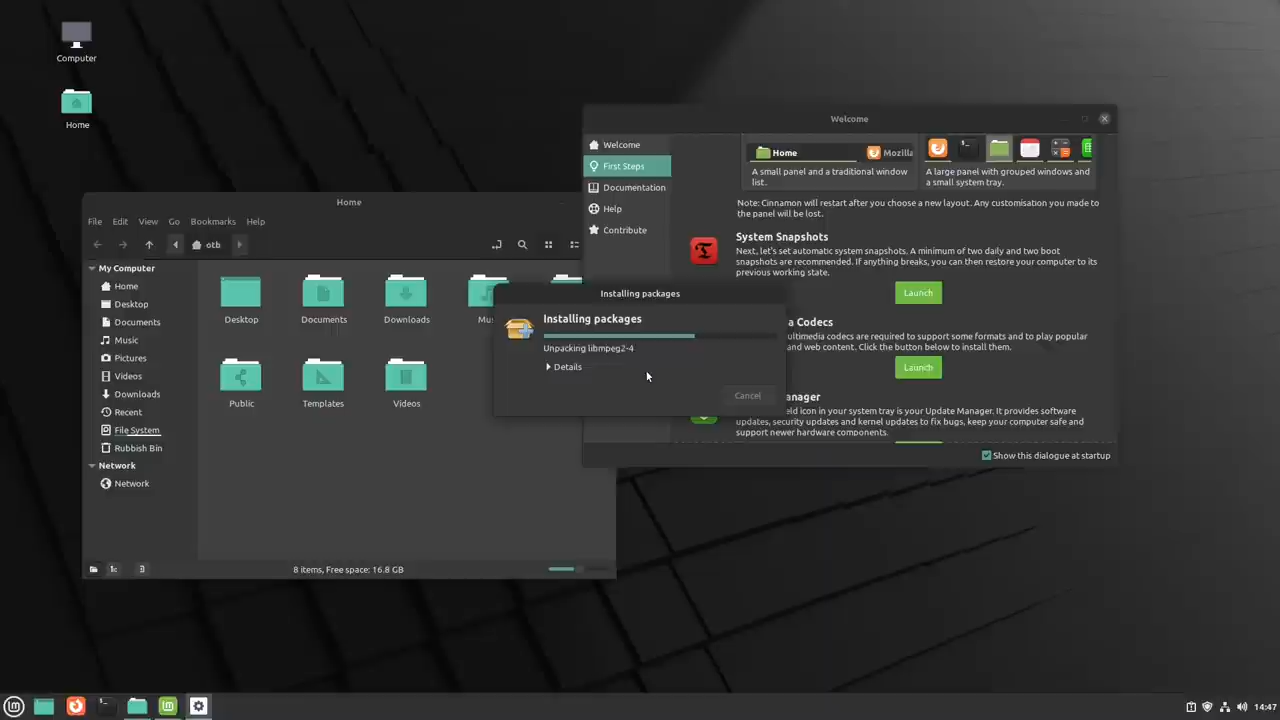 Computer
Home
Welcome
Welcome
First Steps
Documentation
Help
Contribute
Home
Mozilla
A small panel and a traditional window
list.
A large panel with grouped windows and
a small system tray.
Note: Cinnamon will restart after you choose a new layout. Any customisation you made to
the panel will be lost.
System Snapshots
Next, let's set automatic system snapshots. A minimum of two daily and two boot
snapshots are recommended. If anything breaks, you can then restore your computer to its
previous working state.
Launch
a Codecs
ultimedia codecs are required to support some formats and to play popular
and web content. Click the button below to install them.
Launch
anager
eld icon in your system tray is your Update Manager. It provides software
updates, security updates and kernel updates to fix bugs, keep your computer safe and
support newer hardware components.
Show this dialogue at startup
Home
File Edit View Go Bookmarks Help
otb
My Computer
Home
Desktop
Documents
Music
Pictures
Videos
Downloads
Recent
File System
Rubbish Bin
Network
Network
Desktop
Documents
Downloads
Mus
Public
Templates
Videos
8 items, Free space: 16.8 GB
Installing packages
Installing packages
Unpacking libmpeg2-4
Details
Cancel
14:47